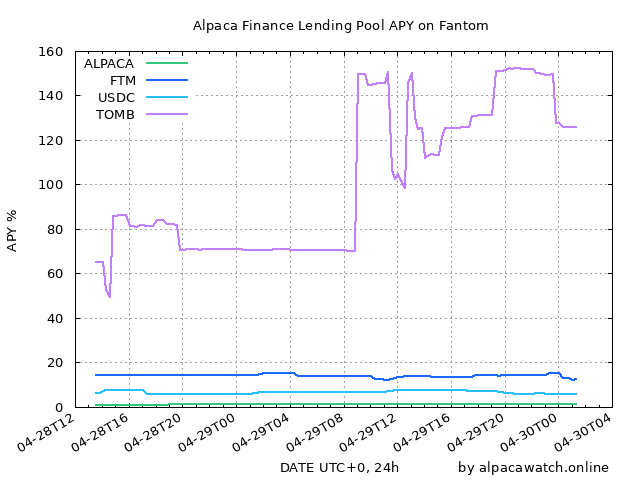 Alpaca Finance Lending Pool APY on Fantom
160
140
120
100
80
60
40
20
0
APY %
ALPACA
FTM
USDC
TOMB
04-28T12
04-28T16
04-28T20
04-29T00
04-29T04
04-29T08
04-29T12
04-29T16
04-29T20
04-30T00
04-30T04
DATE UTC+0, 24h
by alpacawatch.online